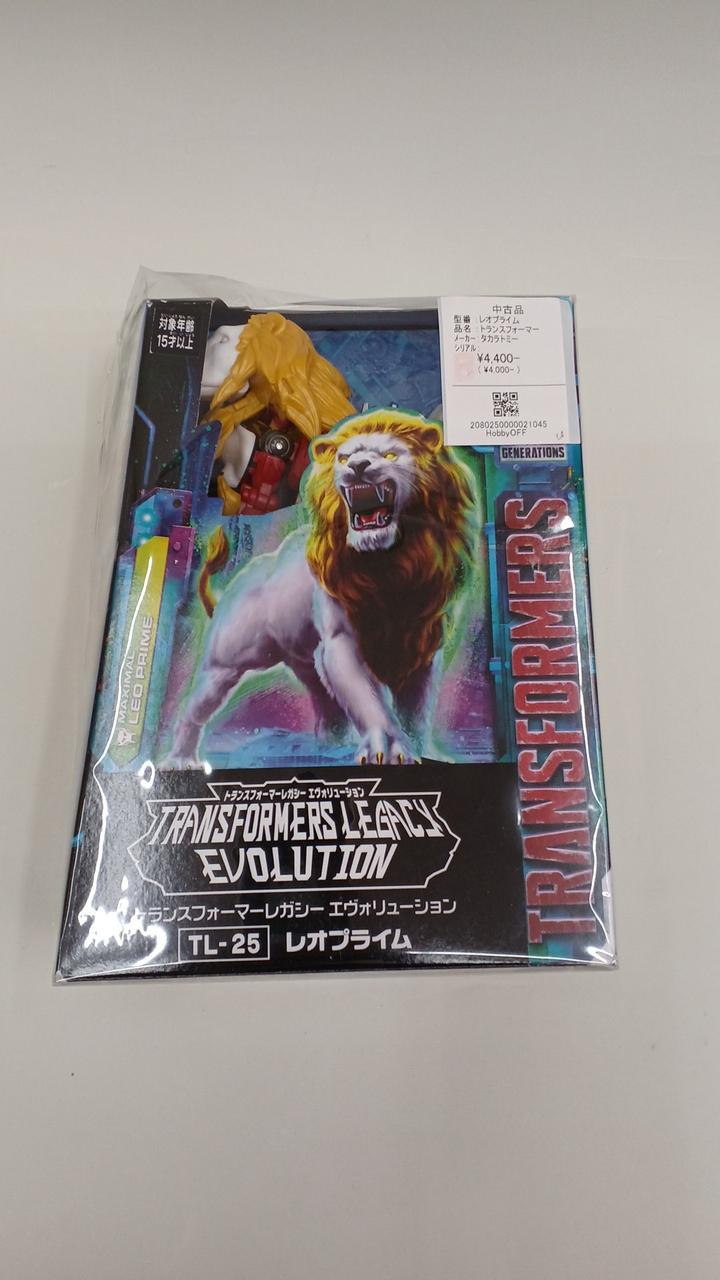 対象年齢
15才以上
中古品
型番 : レオプライム
品名 : トランスフォーマー
メーカー: タカラトミー
シリアル:
¥4,400-
(¥4,000-)
2080250000021045
HobbyOFF
GENERATIONS
TRANSFORMERS
MAXIMAL
LEO PRIME
トランスフォーマーレガシー エヴォリューション
TRANSFORMERS LEGACY
EVOLUTION
トランスフォーマーレガシー エヴォリューション
TL-25 レオプライム